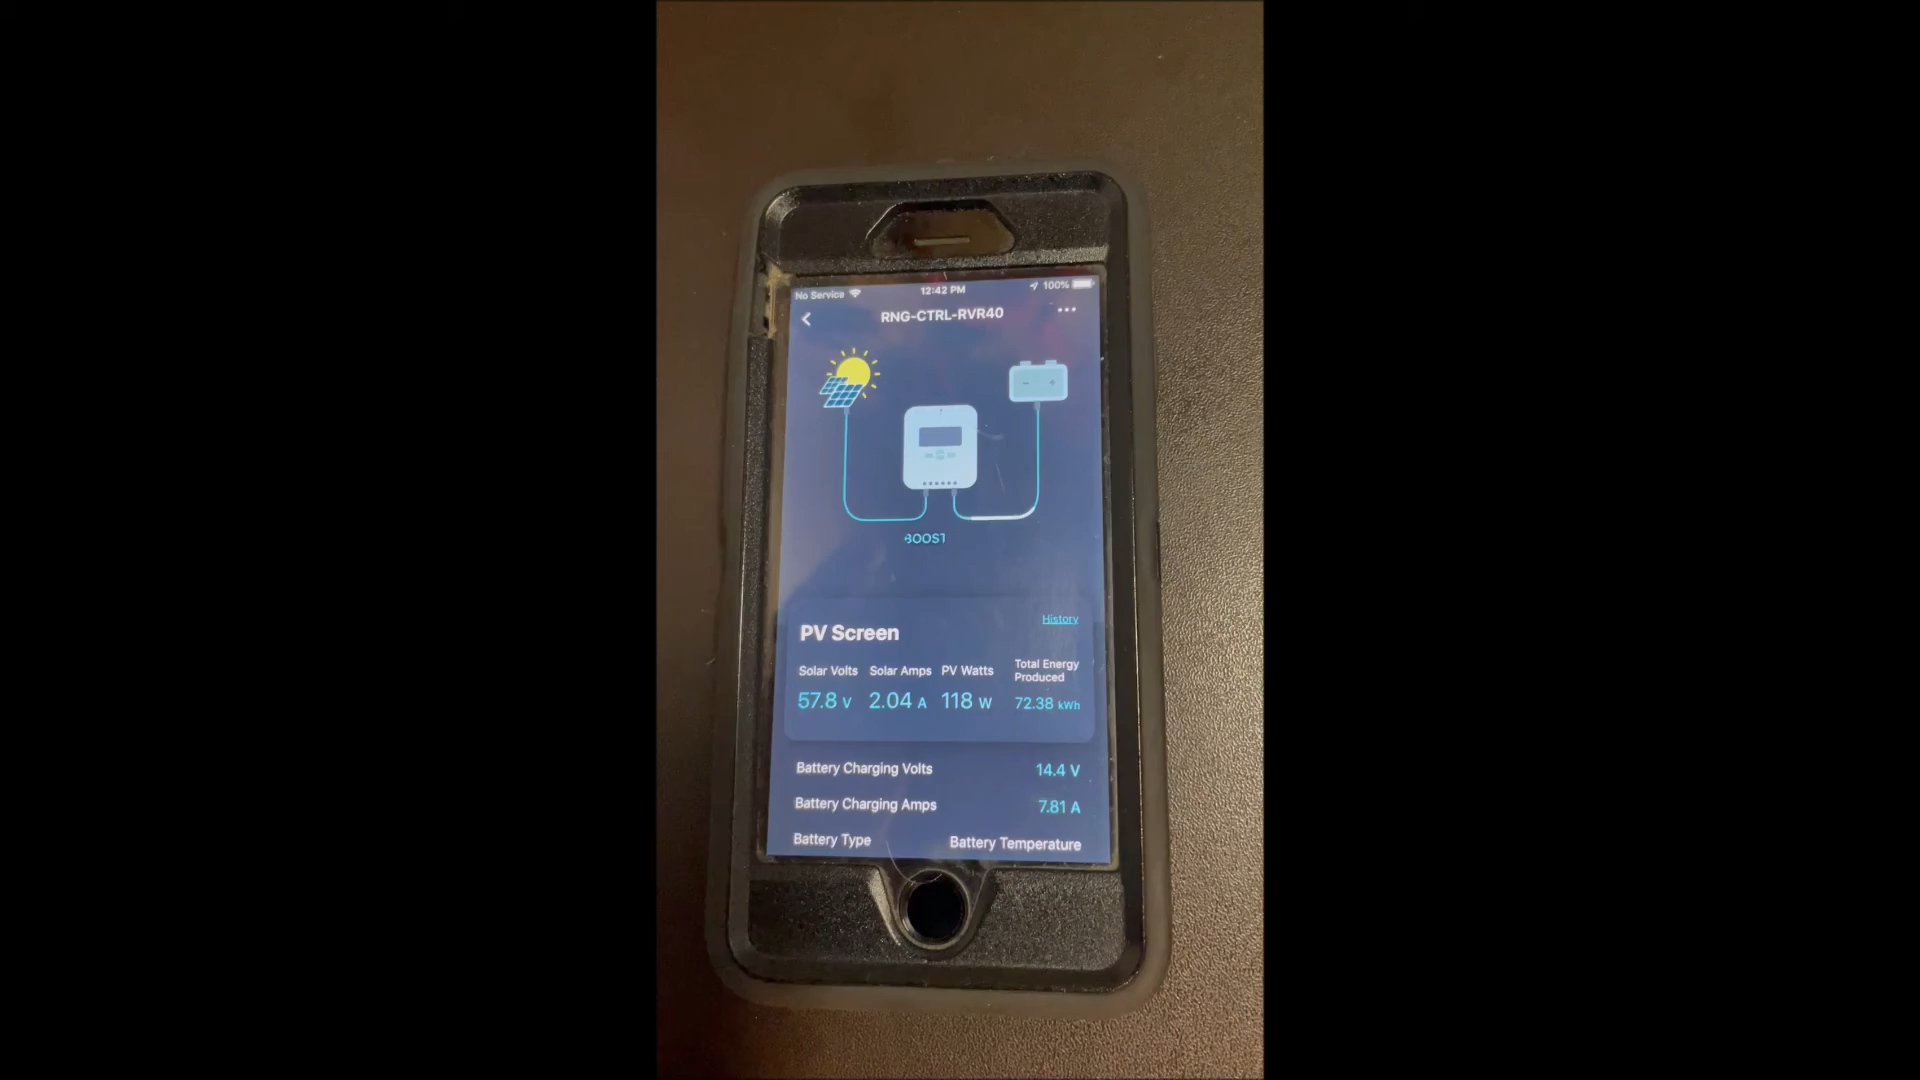 No Service 12:42 PM 100%
RNG-CTRL-RVR40
BOOST
History
PV Screen
Solar Volts Solar Amps PV Watts Total Energy Produced
57.8 V 2.04 A 118 W 72.38 kWh
Battery Charging Volts 14.4 V
Battery Charging Amps 7.81 A
Battery Type Battery Temperature